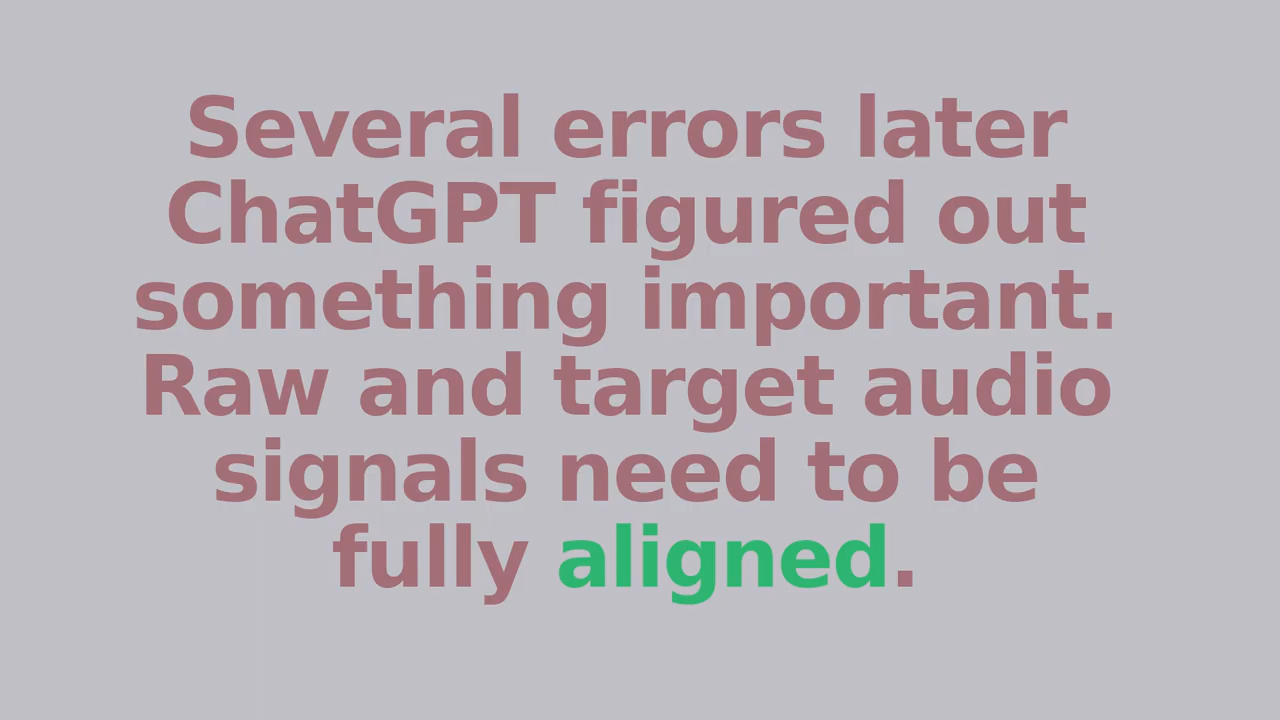 Several errors later
ChatGPT figured out
something important.
Raw and target audio
signals need to be
fully aligned.